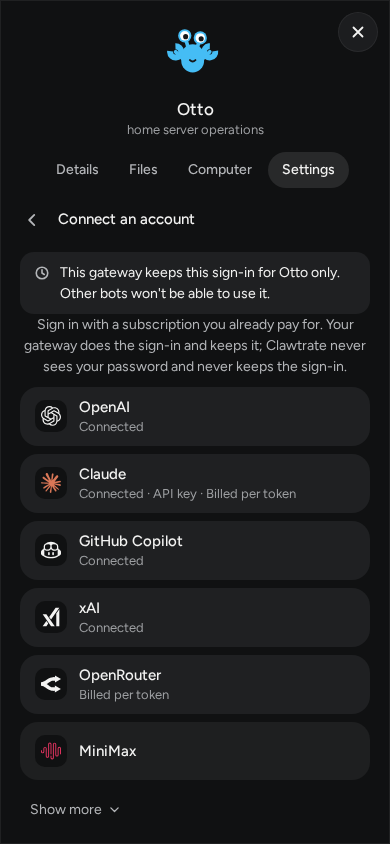 Otto
home server operations
Details
Files
Computer
Settings
Connect an account
This gateway keeps this sign-in for Otto only.
Other bots won't be able to use it.
Sign in with a subscription you already pay for. Your
gateway does the sign-in and keeps it; Clawtrate never
sees your password and never keeps the sign-in.
OpenAI
Connected
Claude
Connected · API key · Billed per token
GitHub Copilot
Connected
xAI
Connected
OpenRouter
Billed per token
MiniMax
Show more